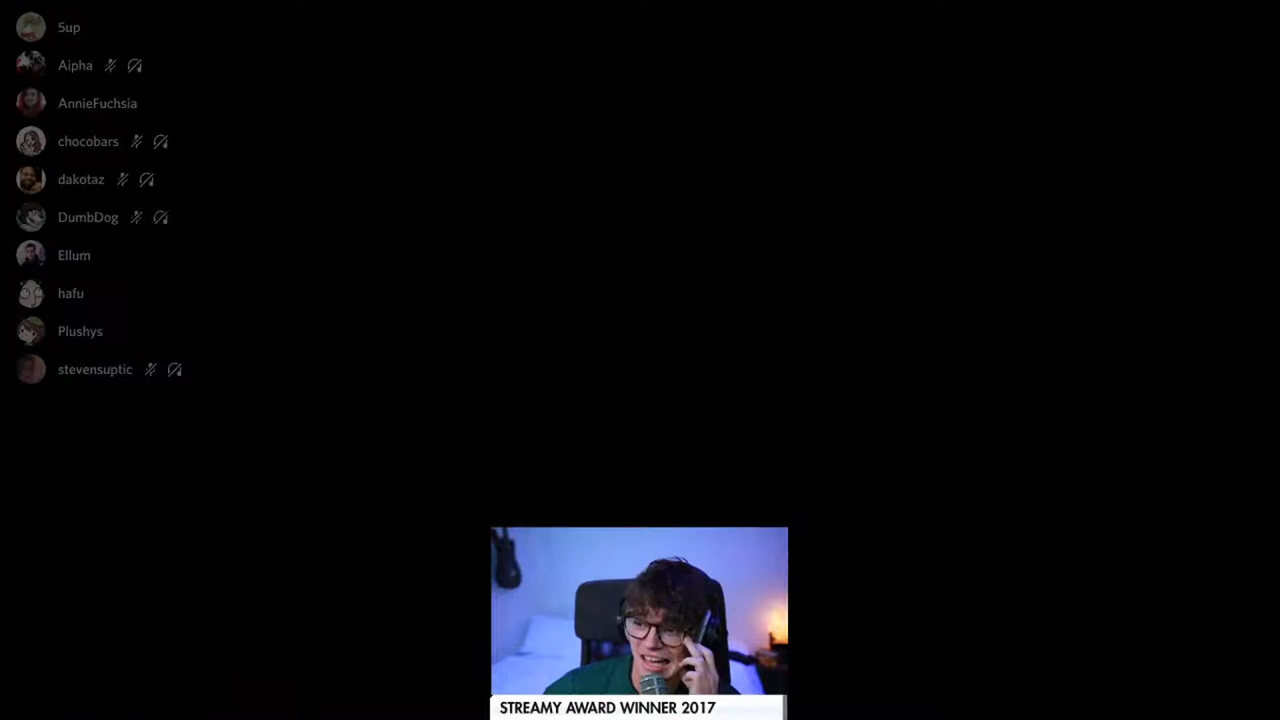 Sup
Aipha
AnnieFuchsia
chocobars
dakotaz
DumbDog
Ellum
hafu
Plushys
stevensuptic
STREAMY AWARD WINNER 2017